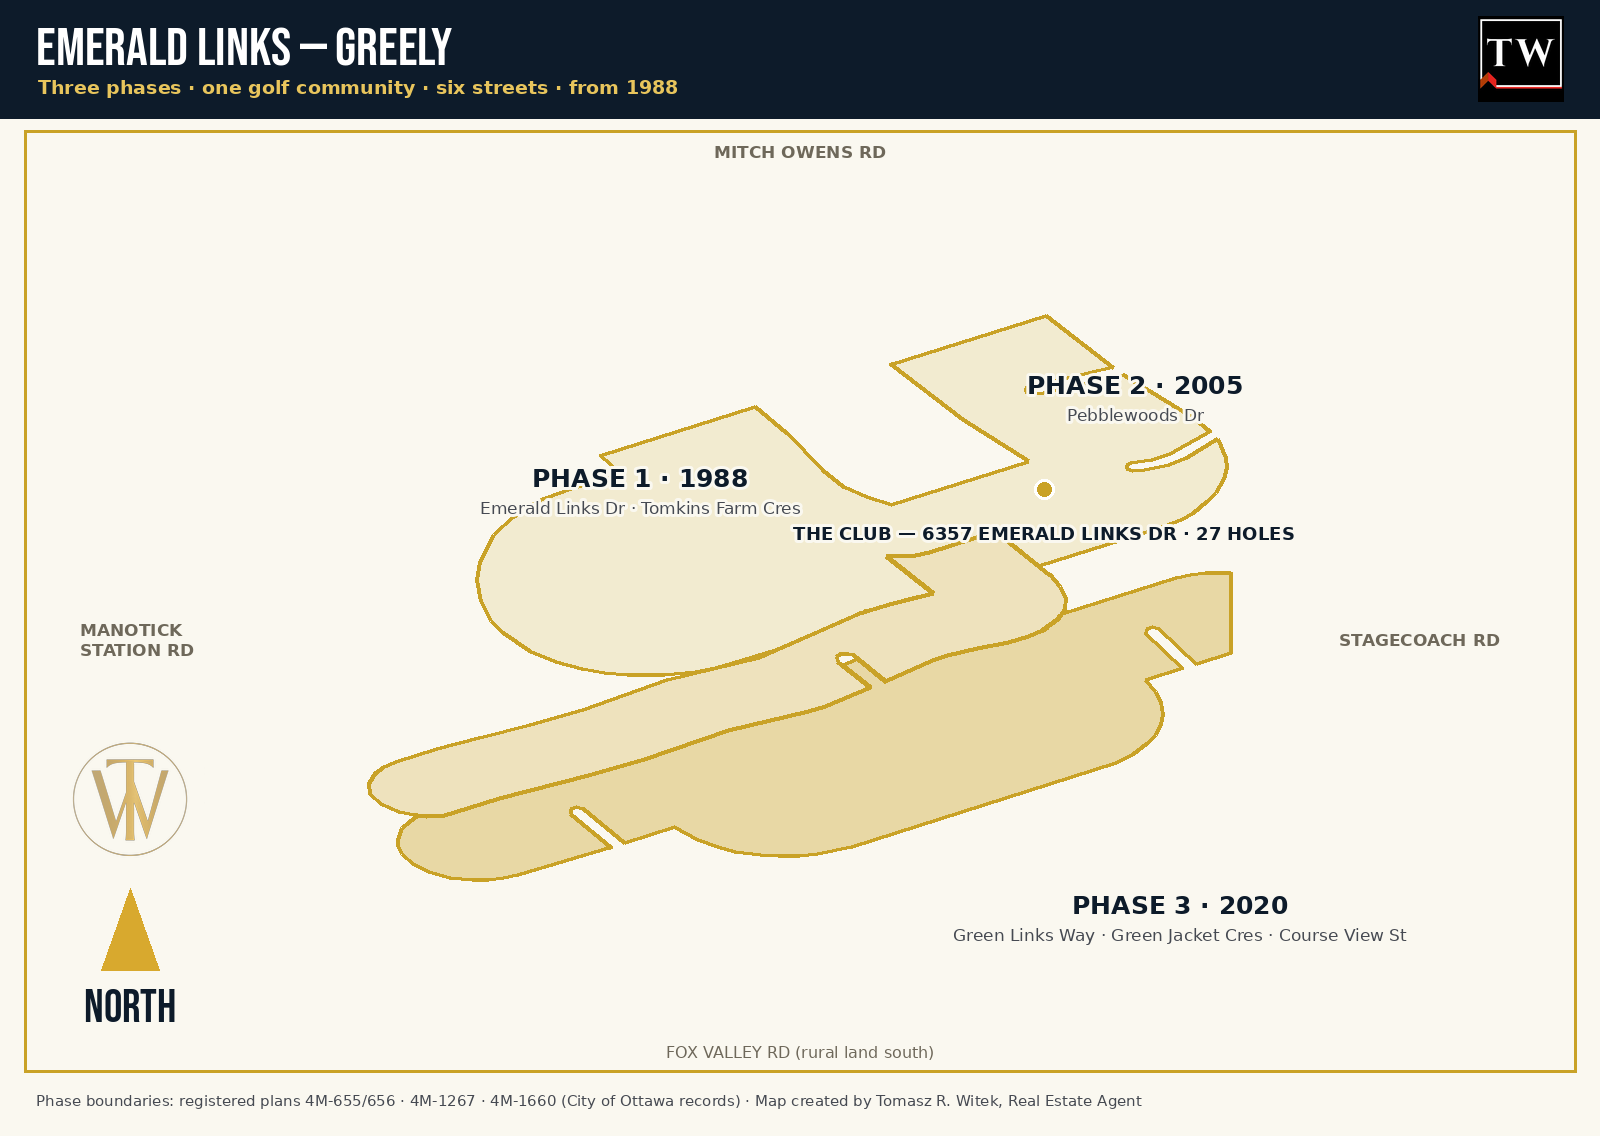 EMERALD LINKS — GREELY
Three phases · one golf community · six streets · from 1988
TW
MITCH OWENS RD
PHASE 2 · 2005
Pebblewoods Dr
PHASE 1 · 1988
Emerald Links Dr · Tomkins Farm Cres
THE CLUB — 6357 EMERALD LINKS DR · 27 HOLES
MANOTICK
STATION RD
STAGECOACH RD
TW
PHASE 3 · 2020
Green Links Way · Green Jacket Cres · Course View St
NORTH
FOX VALLEY RD (rural land south)
Phase boundaries: registered plans 4M-655/656 · 4M-1267 · 4M-1660 (City of Ottawa records) · Map created by Tomasz R. Witek, Real Estate Agent